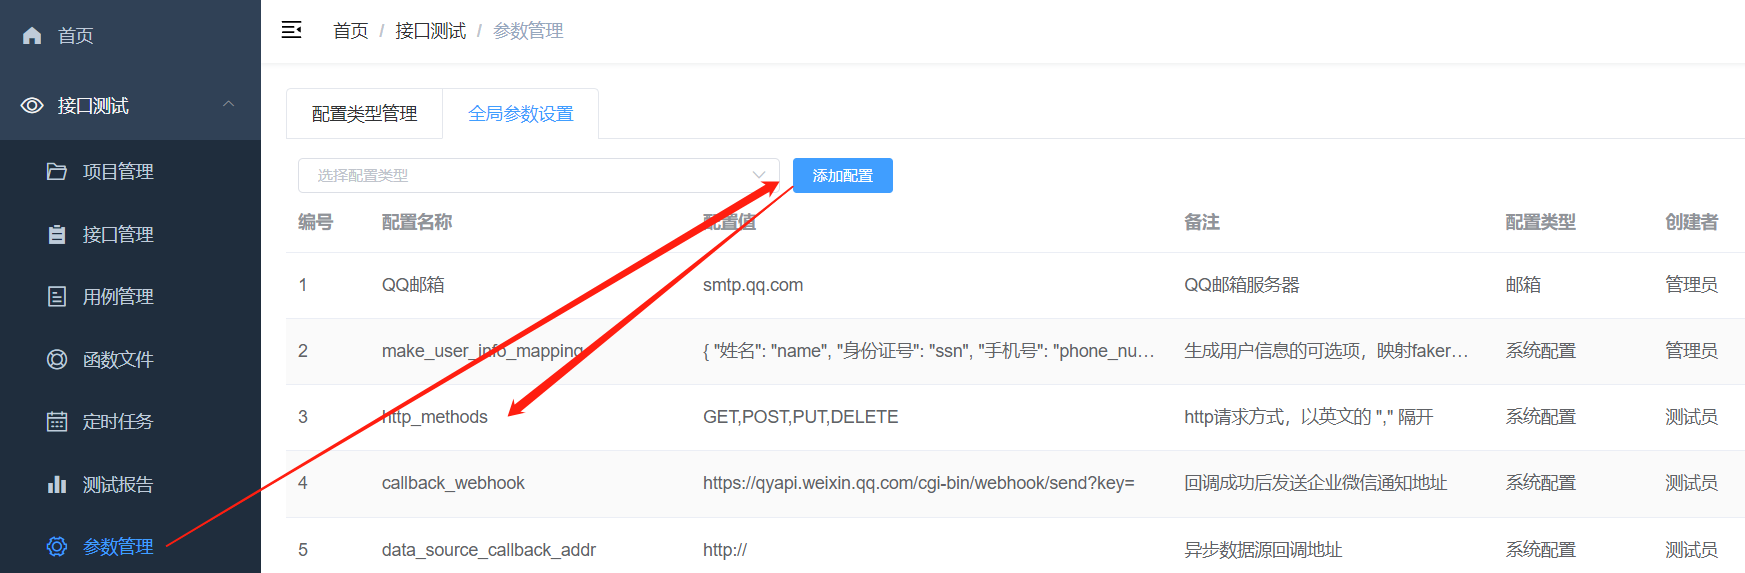 首页
接口测试
项目管理
接口管理
用例管理
函数文件
定时任务
测试报告
参数管理
首页 / 接口测试 / 参数管理
配置类型管理 全局参数设置
选择配置类型 添加配置
编号 配置名称 配置值 备注 配置类型 创建者
1 QQ邮箱 smtp.qq.com QQ邮箱服务器 邮箱 管理员
2 make_user_info_mapping { "姓名": "name", "身份证号": "ssn", "手机号": "phone_nu... 生成用户信息的可选项，映射faker... 系统配置 管理员
3 http_methods GET,POST,PUT,DELETE http请求方式，以英文的 "," 隔开 系统配置 测试员
4 callback_webhook https://qyapi.weixin.qq.com/cgi-bin/webhook/send?key= 回调成功后发送企业微信通知地址 系统配置 测试员
5 data_source_callback_addr http:// 异步数据源回调地址 系统配置 测试员